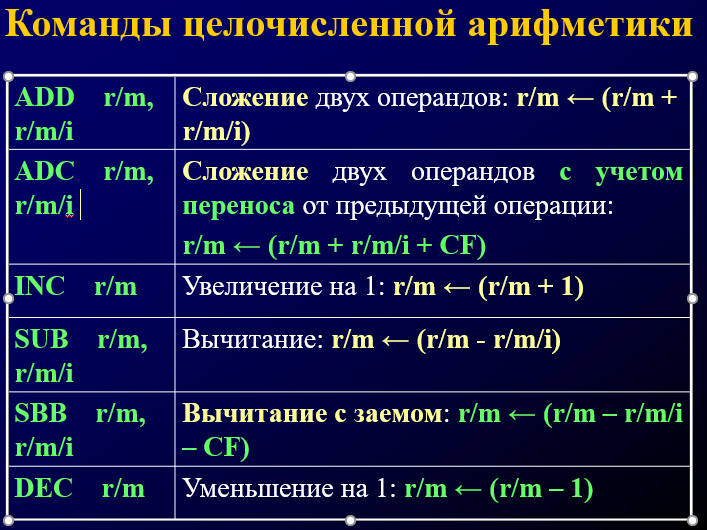 Команды целочисленной арифметики
ADD r/m,
r/m/i
Сложение двух операндов: r/m ← (r/m +
r/m/i)
ADC r/m,
r/m/i
Сложение двух операндов с учетом
переноса от предыдущей операции:
r/m ← (r/m + r/m/i + CF)
INC r/m
Увеличение на 1: r/m ← (r/m + 1)
SUB r/m,
r/m/i
Вычитание: r/m ← (r/m - r/m/i)
SBB r/m,
r/m/i
Вычитание с заемом: r/m ← (r/m – r/m/i
– CF)
DEC r/m
Уменьшение на 1: r/m ← (r/m – 1)